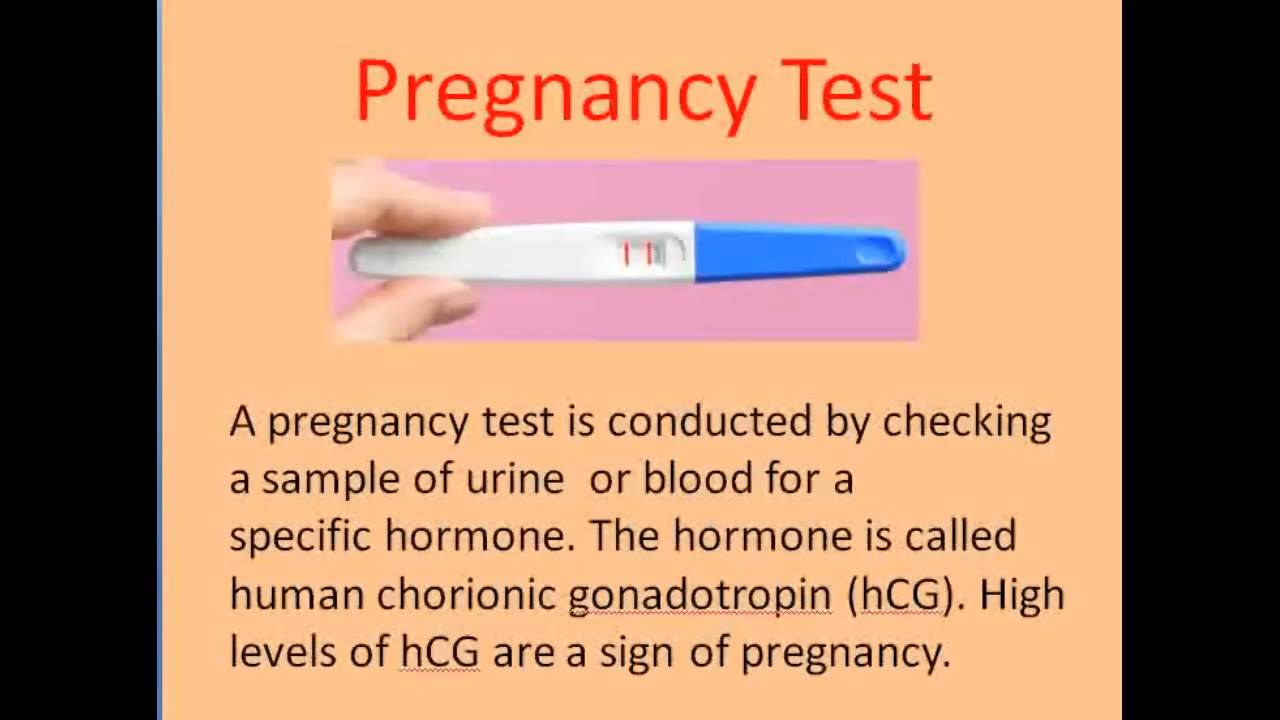 Pregnancy Test
A pregnancy test is conducted by checking
a sample of urine  or blood for a
specific hormone. The hormone is called
human chorionic gonadotropin (hCG). High
levels of hCG are a sign of pregnancy.